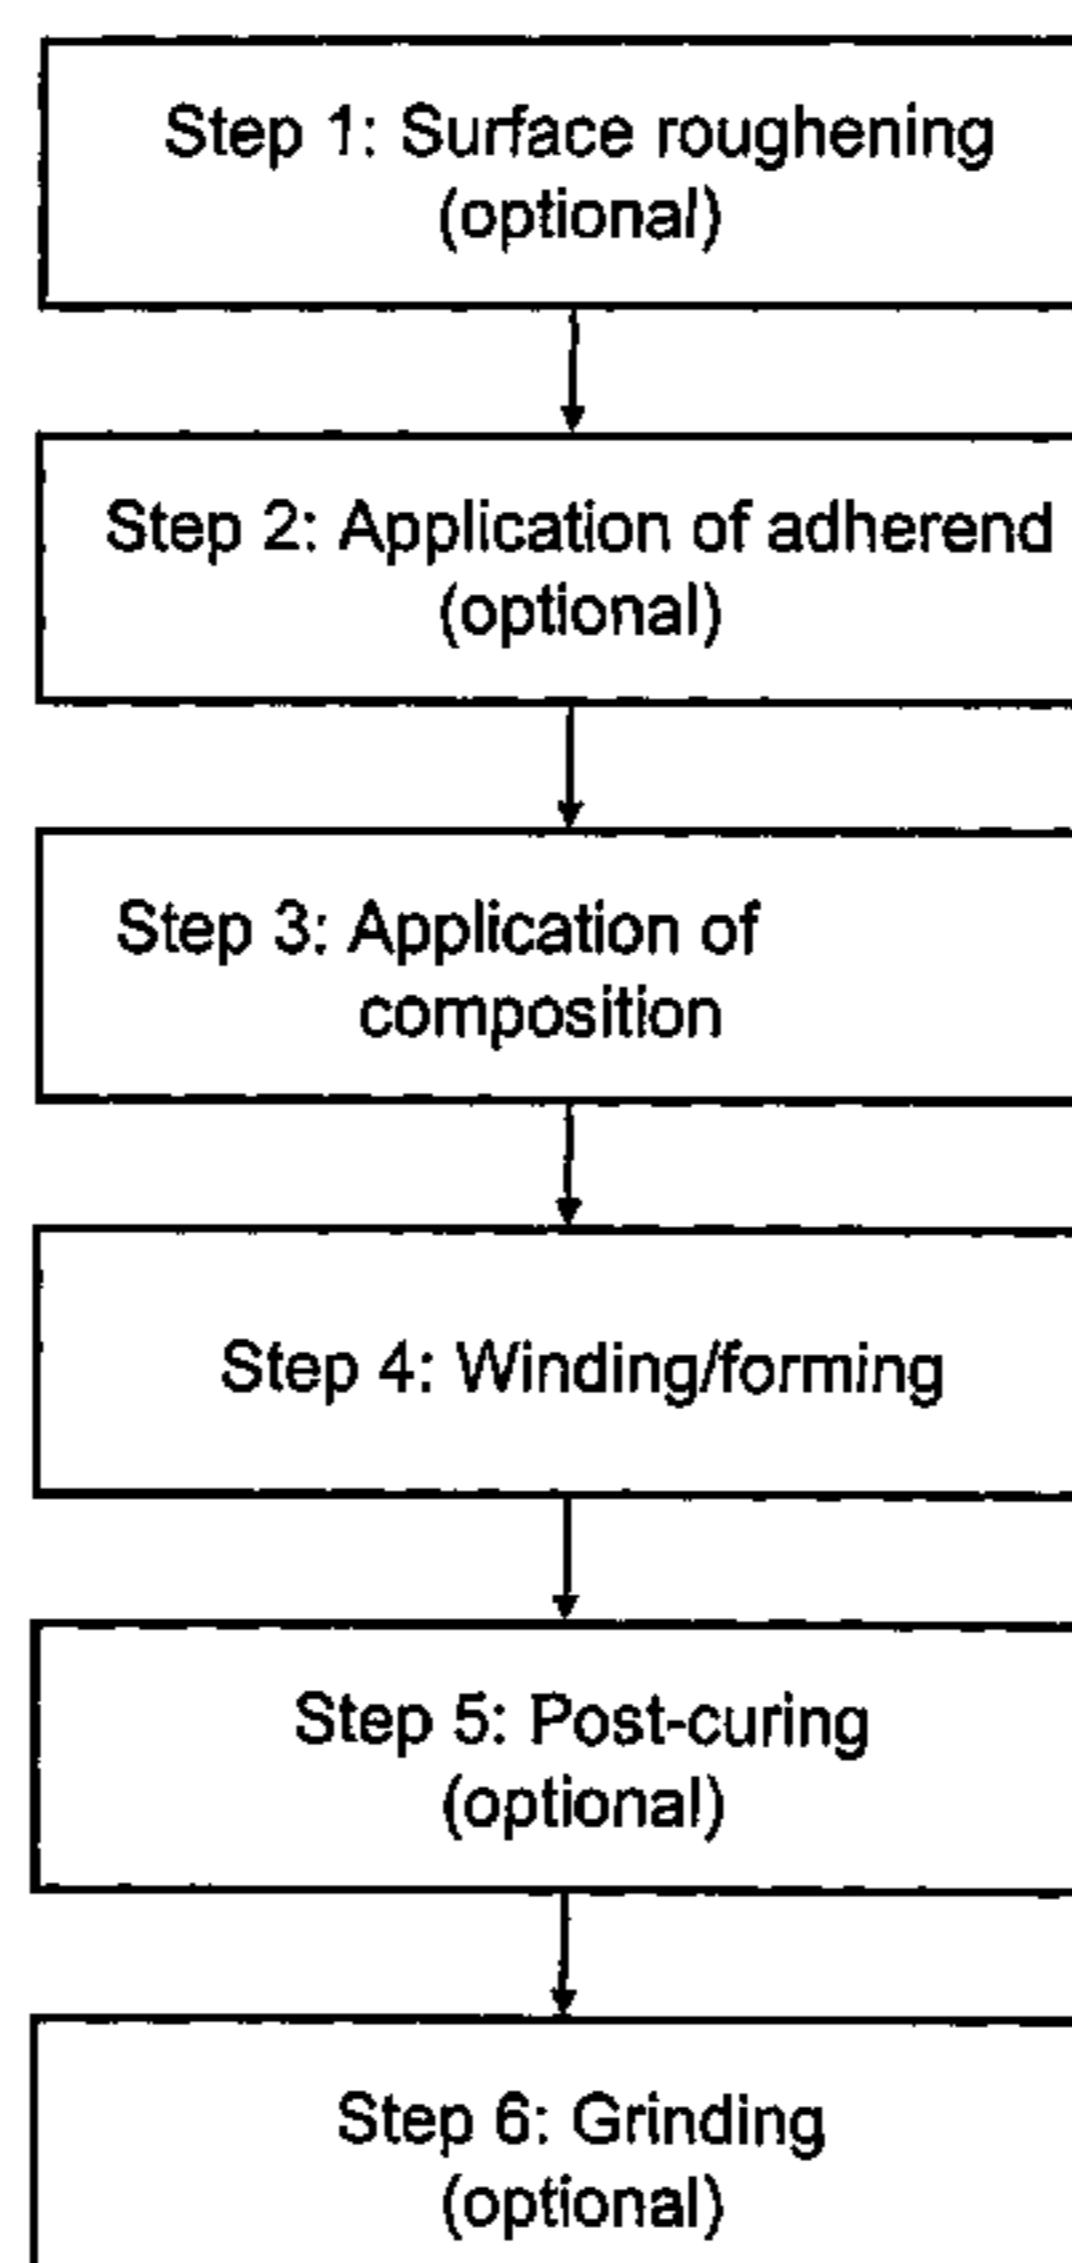 Step 1: Surface roughening
(optional)
Step 2: Application of adherend
(optional)
Step 3: Application of
composition
Step 4: Winding/forming
Step 5: Post-curing
(optional)
Step 6: Grinding
(optional)